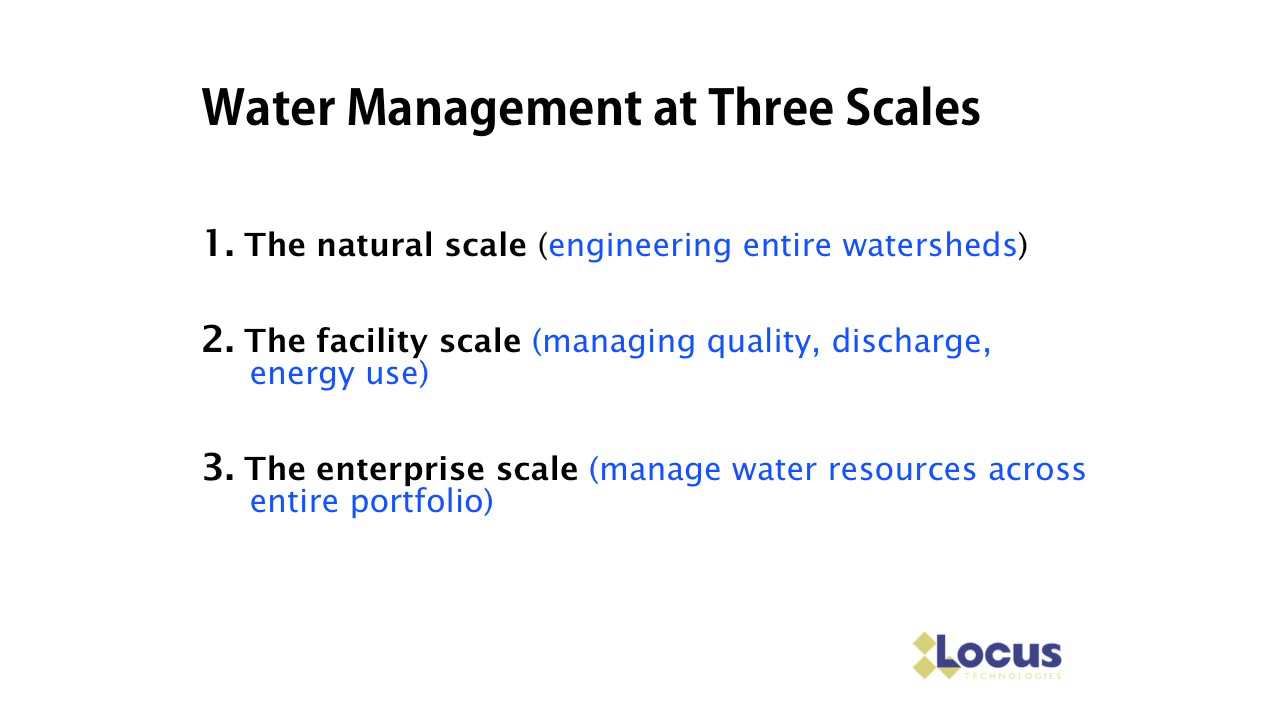 Water Management at Three Scales
1. The natural scale (engineering entire watersheds)
2. The facility scale (managing quality, discharge,
energy use)
3. The enterprise scale (manage water resources across
entire portfolio)
Locus
TECHNOLOGIES